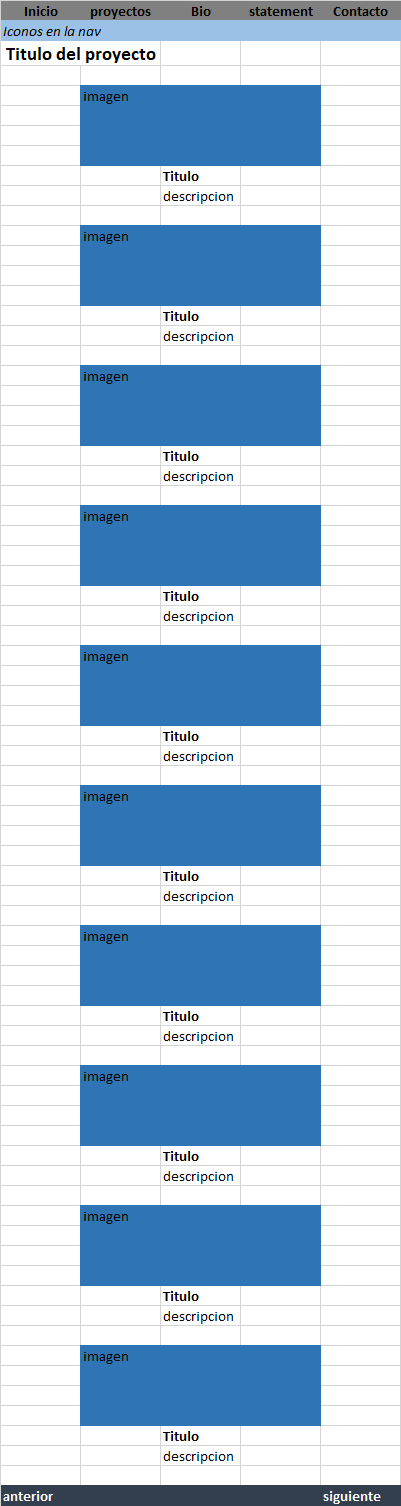 Inicio proyectos Bio statement Contacto
Iconos en la nav
Titulo del proyecto
imagen
Titulo
descripcion
imagen
Titulo
descripcion
imagen
Titulo
descripcion
imagen
Titulo
descripcion
imagen
Titulo
descripcion
imagen
Titulo
descripcion
imagen
Titulo
descripcion
imagen
Titulo
descripcion
imagen
Titulo
descripcion
imagen
Titulo
descripcion
anterior siguiente